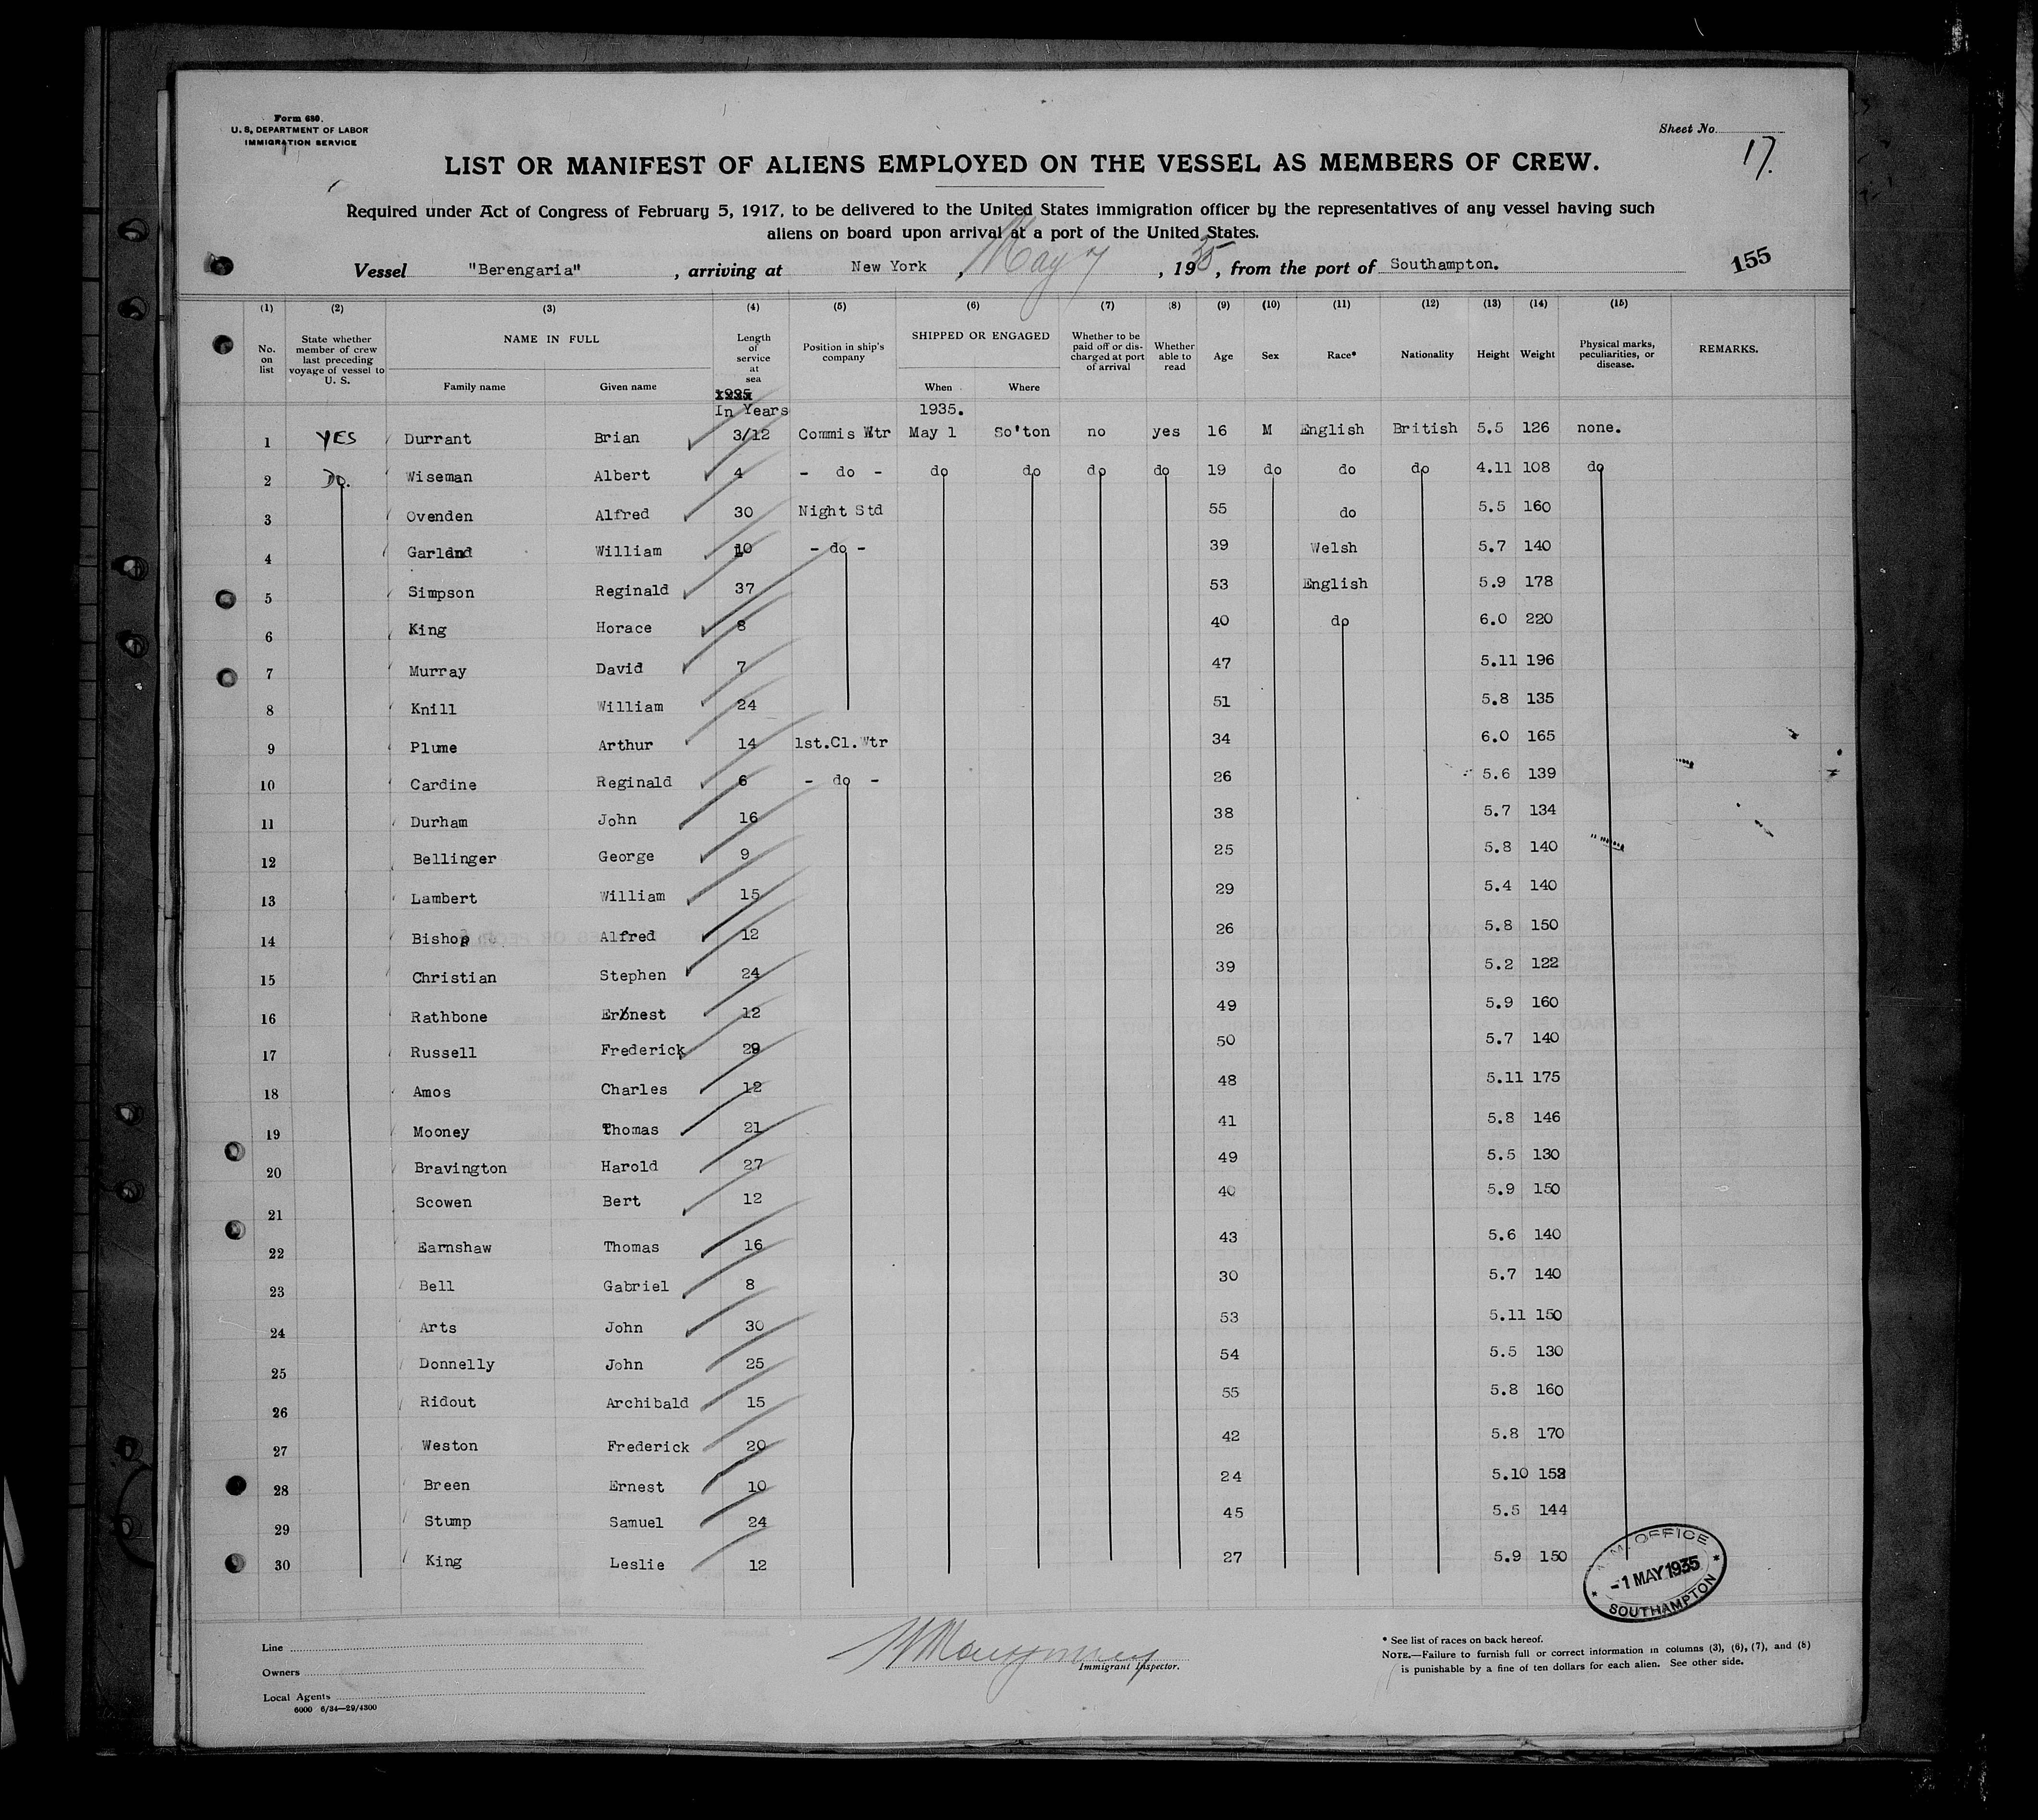 Form 680.
U. S. DEPARTMENT OF LABOR
IMMIGRATION SERVICE
Sheet No.
17.
LIST OR MANIFEST OF ALIENS EMPLOYED ON THE VESSEL AS MEMBERS OF CREW.
Required under Act of Congress of February 5, 1917, to be delivered to the United States immigration officer by the representatives of any vessel having such
aliens on board upon arrival at a port of the United States.
Vessel "Berengaria", arriving at New York, May 7, 1935, from the port of Southampton.
155
(1) (2) (3) (4) (5) (6) (7) (8) (9) (10) (11) (12) (13) (14) (15)
No. on list
State whether member of crew last preceding voyage of vessel to U. S.
NAME IN FULL
Family name Given name
Length of service at sea
Position in ship's company
SHIPPED OR ENGAGED
When Where
Whether to be paid off or discharged at port of arrival
Whether able to read
Age Sex Race* Nationality Height Weight
Physical marks, peculiarities, or disease.
REMARKS.
In Years 1935.
1 YES Durrant Brian 3/12 Commis Wtr May 1 So'ton no yes 16 M English British 5.5 126 none.
2 Do. Wiseman Albert 4 - do - do do do do 19 do do do 4.11 108 do
3 Ovenden Alfred 30 Night Std 55 do 5.5 160
4 Garland William 10 - do - 39 Welsh 5.7 140
5 Simpson Reginald 37 53 English 5.9 178
6 King Horace 8 40 do 6.0 220
7 Murray David 7 47 5.11 196
8 Knill William 24 51 5.8 135
9 Plume Arthur 14 1st.Cl.Wtr 34 6.0 165
10 Cardine Reginald 6 - do - 26 5.6 139
11 Durham John 16 38 5.7 134
12 Bellinger George 9 25 5.8 140
13 Lambert William 15 29 5.4 140
14 Bishop Alfred 12 26 5.8 150
15 Christian Stephen 24 39 5.2 122
16 Rathbone Ernest 12 49 5.9 160
17 Russell Frederick 29 50 5.7 140
18 Amos Charles 12 48 5.11 175
19 Mooney Thomas 21 41 5.8 146
20 Bravington Harold 27 49 5.5 130
21 Scowen Bert 12 40 5.9 150
22 Earnshaw Thomas 16 43 5.6 140
23 Bell Gabriel 8 30 5.7 140
24 Arts John 30 53 5.11 150
25 Donnelly John 25 54 5.5 130
26 Ridout Archibald 15 55 5.8 160
27 Weston Frederick 20 42 5.8 170
28 Breen Ernest 10 24 5.10
29 Stump Samuel 24 45 5.5 144
30 King Leslie 12 27 5.9 150
OFFICE
-1 MAY 1935
SOUTHAMPTON
Line
Owners
Local Agents
6000 6/34—29/4300
Immigrant Inspector.
* See list of races on back hereof.
NOTE.—Failure to furnish full or correct information in columns (3), (6), (7), and (8)
is punishable by a fine of ten dollars for each alien. See other side.